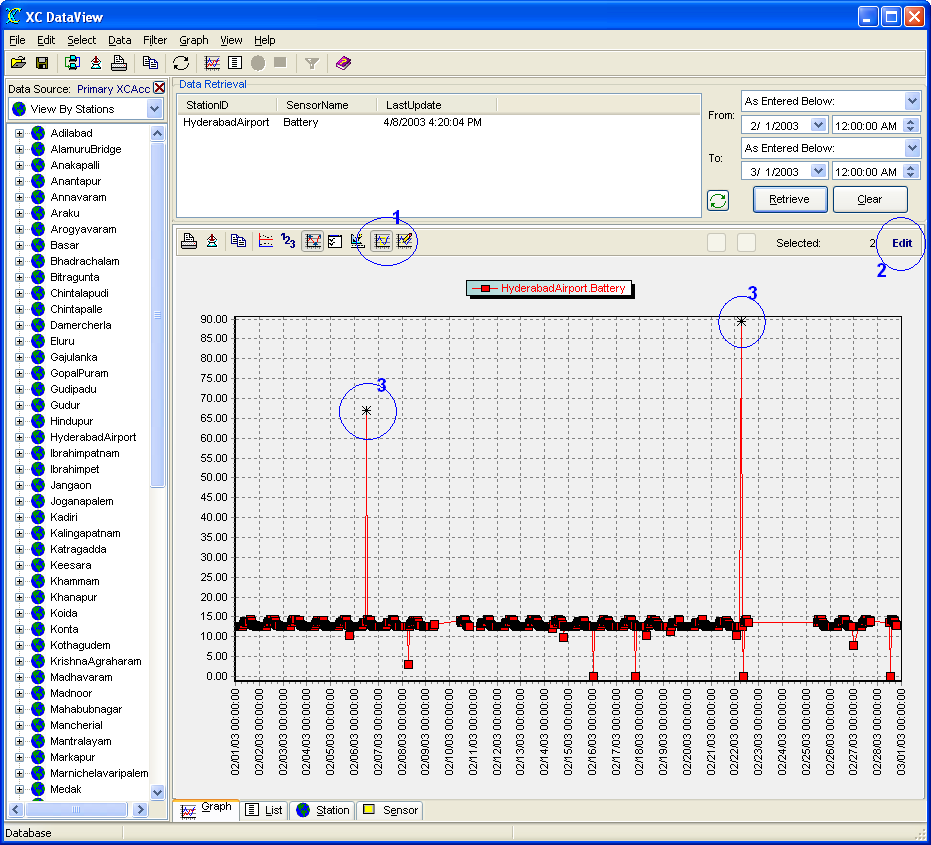 XC DataView
File Edit Select Data Filter Graph View Help
Data Source: Primary XCAcc
View By Stations
Adilabad
AlamuruBridge
Anakapalli
Anantapur
Annavaram
Araku
Arogyavaram
Basar
Bhadrachalam
Bitragunta
Chintalapudi
Chintapalle
Damercherla
Eluru
Gajulanka
GopalPuram
Gudipadu
Gudur
Hindupur
HyderabadAirport
Ibrahimpatnam
Ibrahimpet
Jangaon
Joganapalem
Kadiri
Kalingapatnam
Katragadda
Keesara
Khammam
Khanapur
Koida
Konta
Kothagudem
KrishnaAgraharam
Madhavaram
Madnoor
Mahabubnagar
Mancherial
Mantralayam
Markapur
Marnichelavaripalem
Medak
Data Retrieval
StationID SensorName LastUpdate
HyderabadAirport Battery 4/8/2003 4:20:04 PM
From:
As Entered Below:
2/ 1/2003 12:00:00 AM
To:
As Entered Below:
3/ 1/2003 12:00:00 AM
Retrieve Clear
1
123
Selected: 2 Edit
2
HyderabadAirport.Battery
3
3
90.00
85.00
80.00
75.00
70.00
65.00
60.00
55.00
50.00
45.00
40.00
35.00
30.00
25.00
20.00
15.00
10.00
5.00
0.00
02/01/03 00:00:00
02/02/03 00:00:00
02/03/03 00:00:00
02/04/03 00:00:00
02/05/03 00:00:00
02/06/03 00:00:00
02/07/03 00:00:00
02/08/03 00:00:00
02/09/03 00:00:00
02/10/03 00:00:00
02/11/03 00:00:00
02/12/03 00:00:00
02/13/03 00:00:00
02/14/03 00:00:00
02/15/03 00:00:00
02/16/03 00:00:00
02/17/03 00:00:00
02/18/03 00:00:00
02/19/03 00:00:00
02/20/03 00:00:00
02/21/03 00:00:00
02/22/03 00:00:00
02/23/03 00:00:00
02/24/03 00:00:00
02/25/03 00:00:00
02/26/03 00:00:00
02/27/03 00:00:00
02/28/03 00:00:00
03/01/03 00:00:00
Graph List Station Sensor
Database